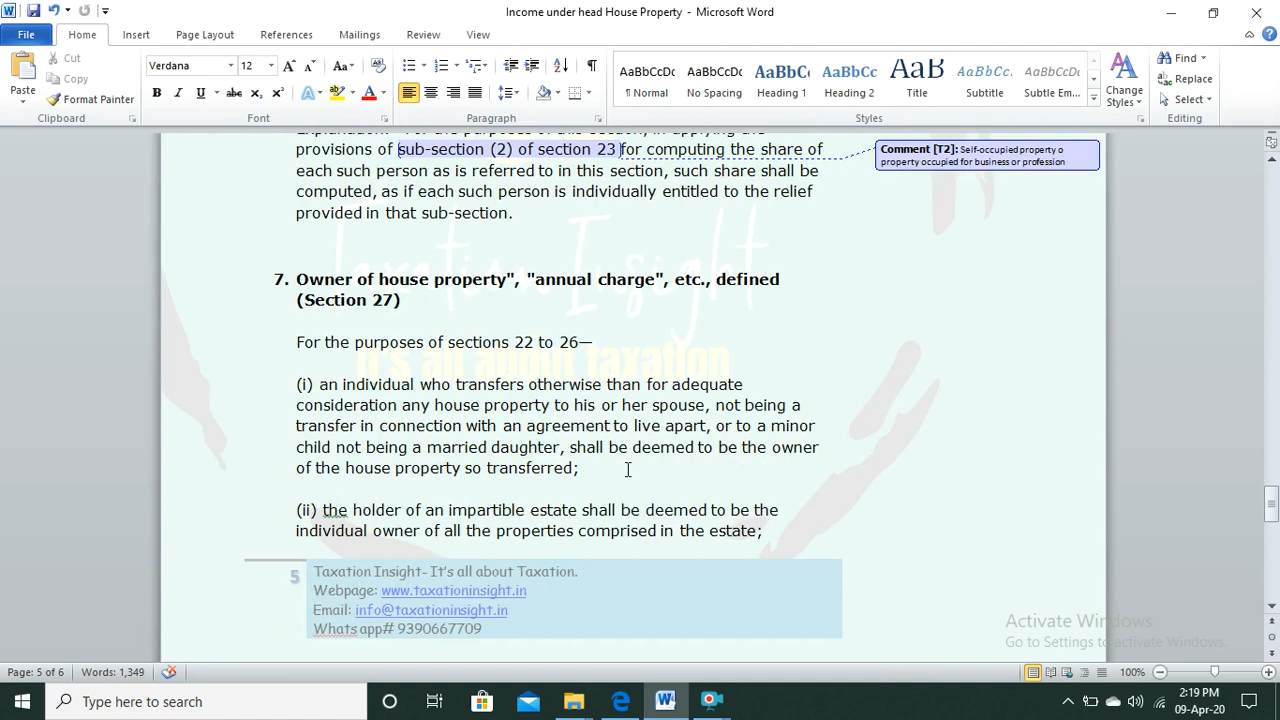 Income under head House Property - Microsoft Word
File
Home
Insert
Page Layout
References
Mailings
Review
View
Paste
Cut
Copy
Format Painter
Clipboard
Verdana
12
Font
Paragraph
AaBbCcDc
¶ Normal
AaBbCcDc
No Spacing
AaBbCc
Heading 1
AaBbCc
Heading 2
AaB
Title
AaBbCc
Subtitle
AaBbCcDc
Subtle Em...
Change
Styles
Styles
Find
Replace
Select
Editing
provisions of sub-section (2) of section 23 for computing the share of
each such person as is referred to in this section, such share shall be
computed, as if each such person is individually entitled to the relief
provided in that sub-section.
Comment [T2]: Self-occupied property o
property occupied for business or profession
Taxation Insight
It's all about taxation
7. Owner of house property", "annual charge", etc., defined
(Section 27)
For the purposes of sections 22 to 26—
(i) an individual who transfers otherwise than for adequate
consideration any house property to his or her spouse, not being a
transfer in connection with an agreement to live apart, or to a minor
child not being a married daughter, shall be deemed to be the owner
of the house property so transferred;
(ii) the holder of an impartible estate shall be deemed to be the
individual owner of all the properties comprised in the estate;
5
Taxation Insight- It's all about Taxation.
Webpage: www.taxationinsight.in
Email: info@taxationinsight.in
Whats app# 9390667709
Activate Windows
Go to Settings to activate Windows.
Page: 5 of 6
Words: 1,349
100%
Type here to search
2:19 PM
09-Apr-20